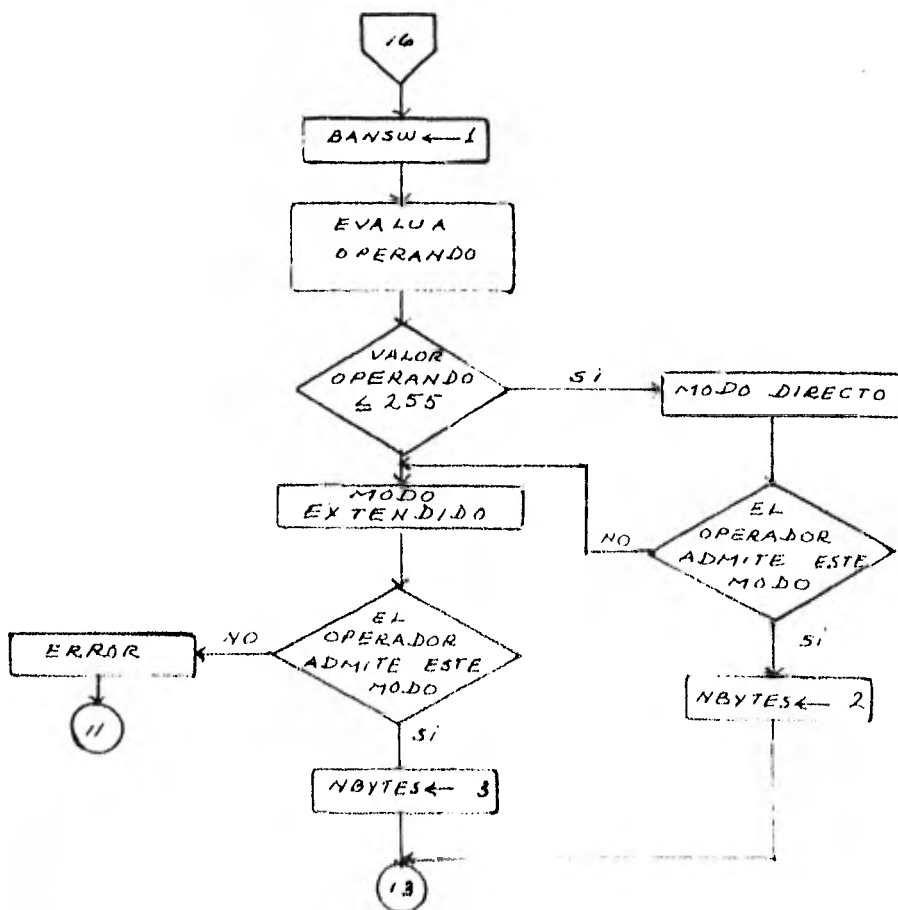 16
BANSW ← 1
EVALUA
OPERANDO
VALOR
OPERANDO
≤ 255
Si
MODO DIRECTO
MODO
EXTENDIDO
NO
EL
OPERADOR
ADMITE ESTE
MODO
EL
OPERADOR
ADMITE ESTE
MODO
NO
ERROR
Si
Si
NBYTES ← 2
11
NBYTES ← 3
13